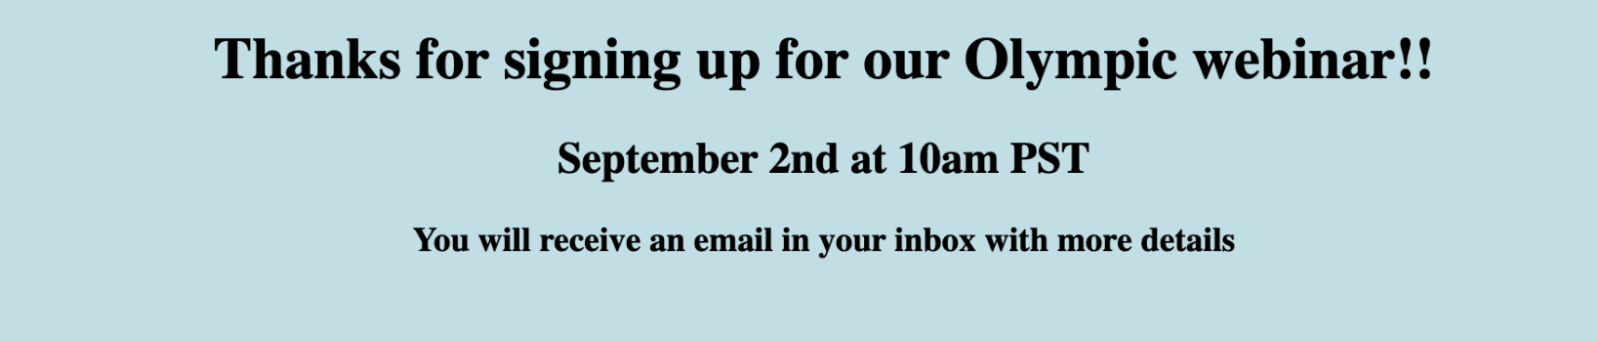 Thanks for signing up for our Olympic webinar!!
September 2nd at 10am PST
You will receive an email in your inbox with more details